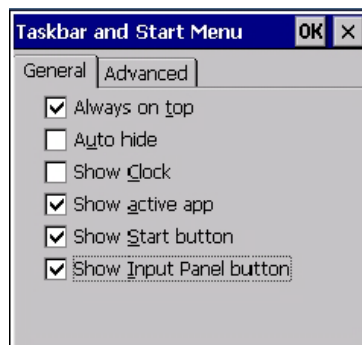 Taskbar and Start Menu OK ×
General Advanced
Always on top
Auto hide
Show Clock
Show active app
Show Start button
Show Input Panel button